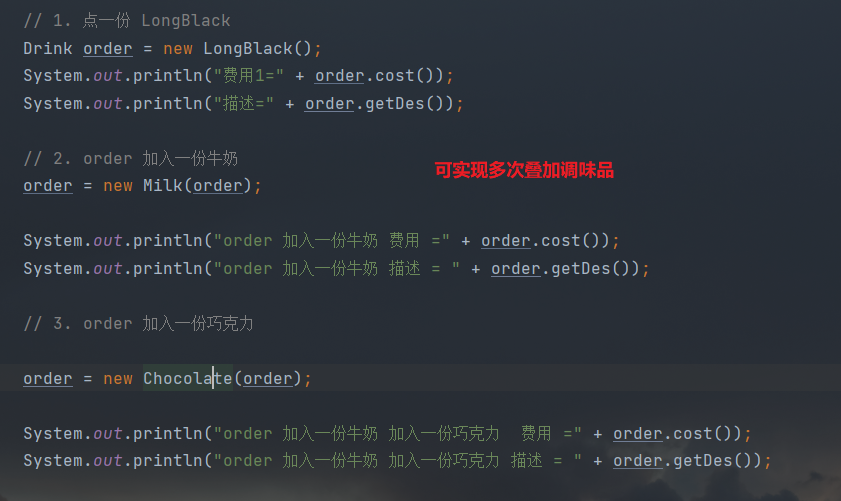 // 1. 点一份 LongBlack
Drink order = new LongBlack();
System.out.println("费用1=" + order.cost());
System.out.println("描述=" + order.getDes());
// 2. order 加入一份牛奶
可实现多次叠加调味品
order = new Milk(order);
System.out.println("order 加入一份牛奶 费用 =" + order.cost());
System.out.println("order 加入一份牛奶 描述 = " + order.getDes());
// 3. order 加入一份巧克力
order = new Chocolate(order);
System.out.println("order 加入一份牛奶 加入一份巧克力  费用 =" + order.cost());
System.out.println("order 加入一份牛奶 加入一份巧克力 描述 = " + order.getDes());